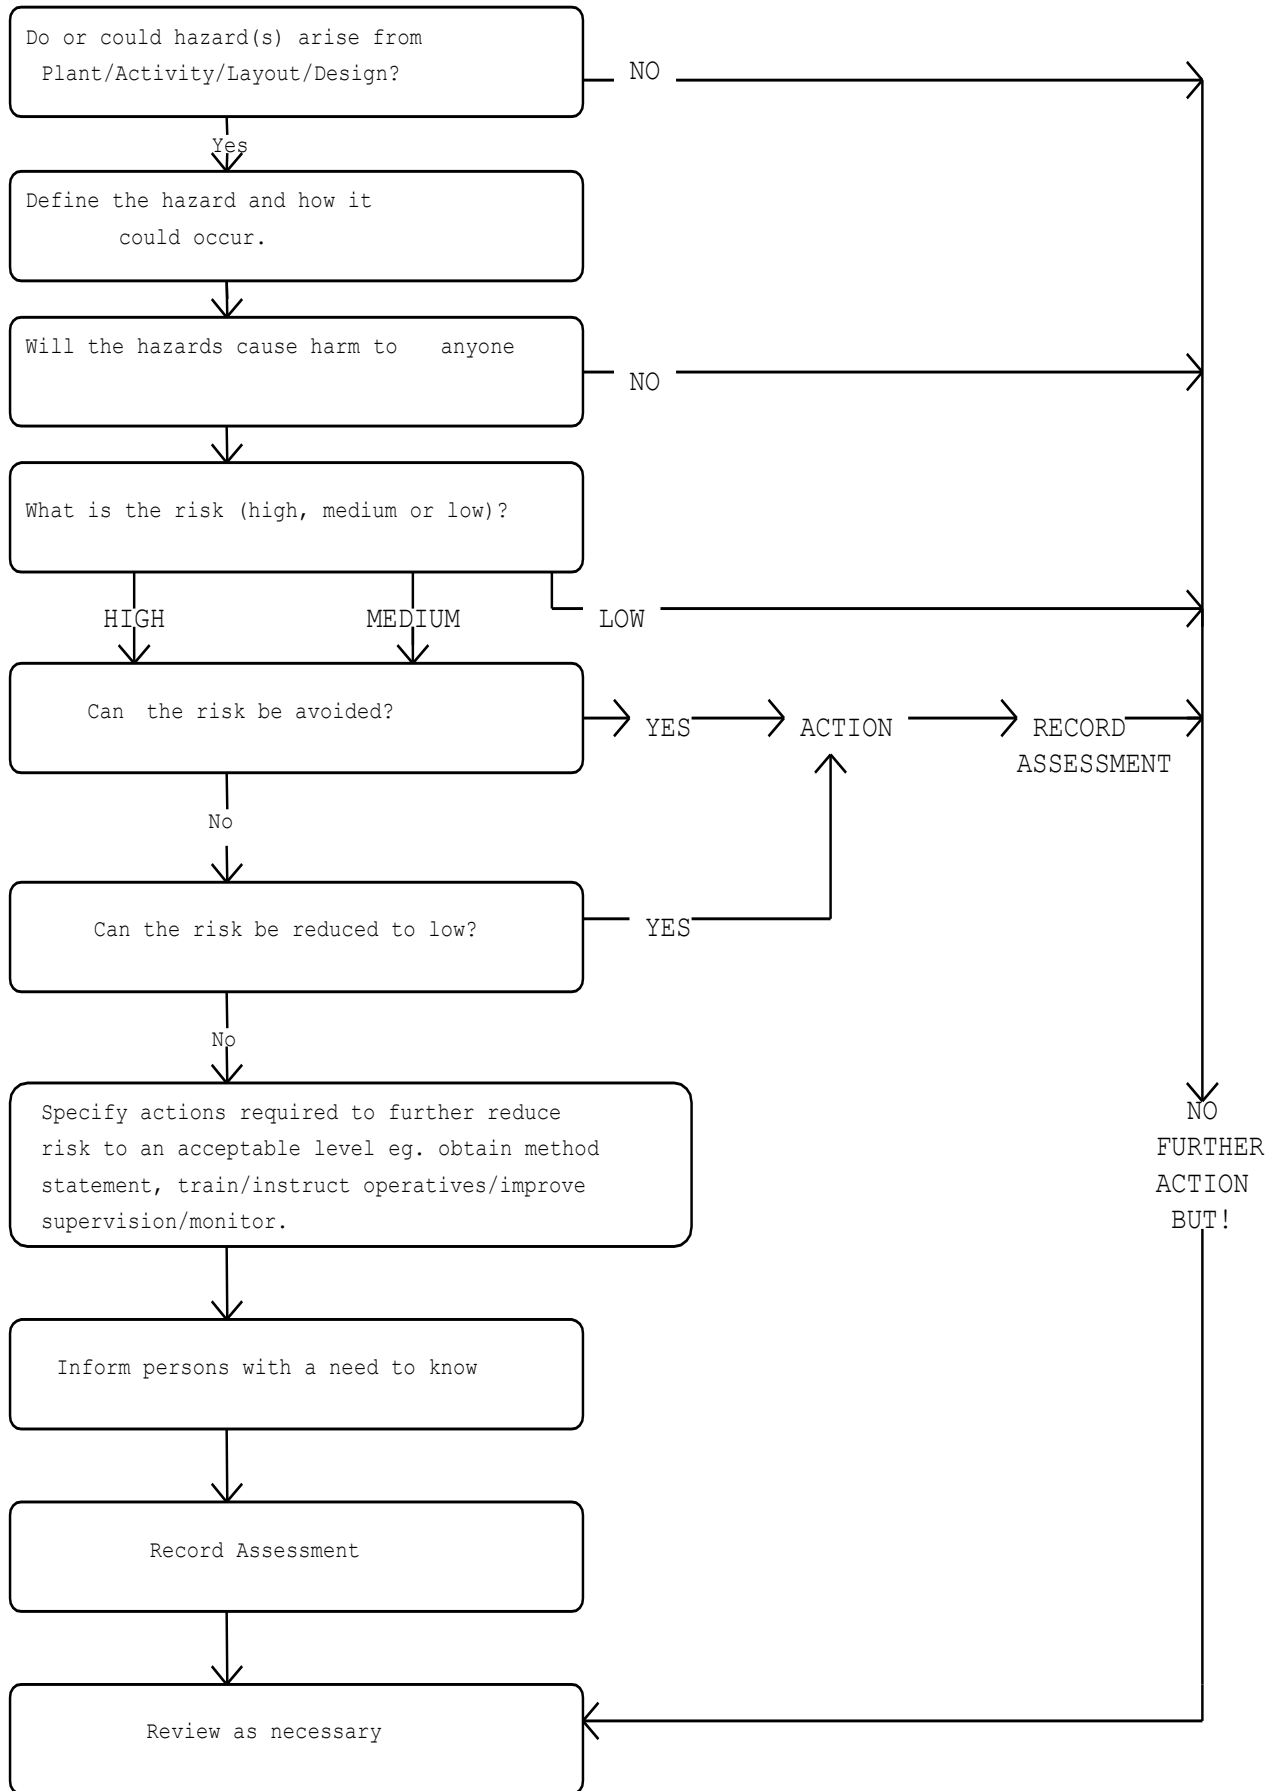 Do or could hazard(s) arise from
Plant/Activity/Layout/Design?
NO
Yes
Define the hazard and how it
could occur.
Will the hazards cause harm to anyone
NO
What is the risk (high, medium or low)?
HIGH
MEDIUM
LOW
Can the risk be avoided?
YES
ACTION
RECORD
ASSESSMENT
No
Can the risk be reduced to low?
YES
No
Specify actions required to further reduce
risk to an acceptable level eg. obtain method
statement, train/instruct operatives/improve
supervision/monitor.
NO
FURTHER
ACTION
BUT!
Inform persons with a need to know
Record Assessment
Review as necessary